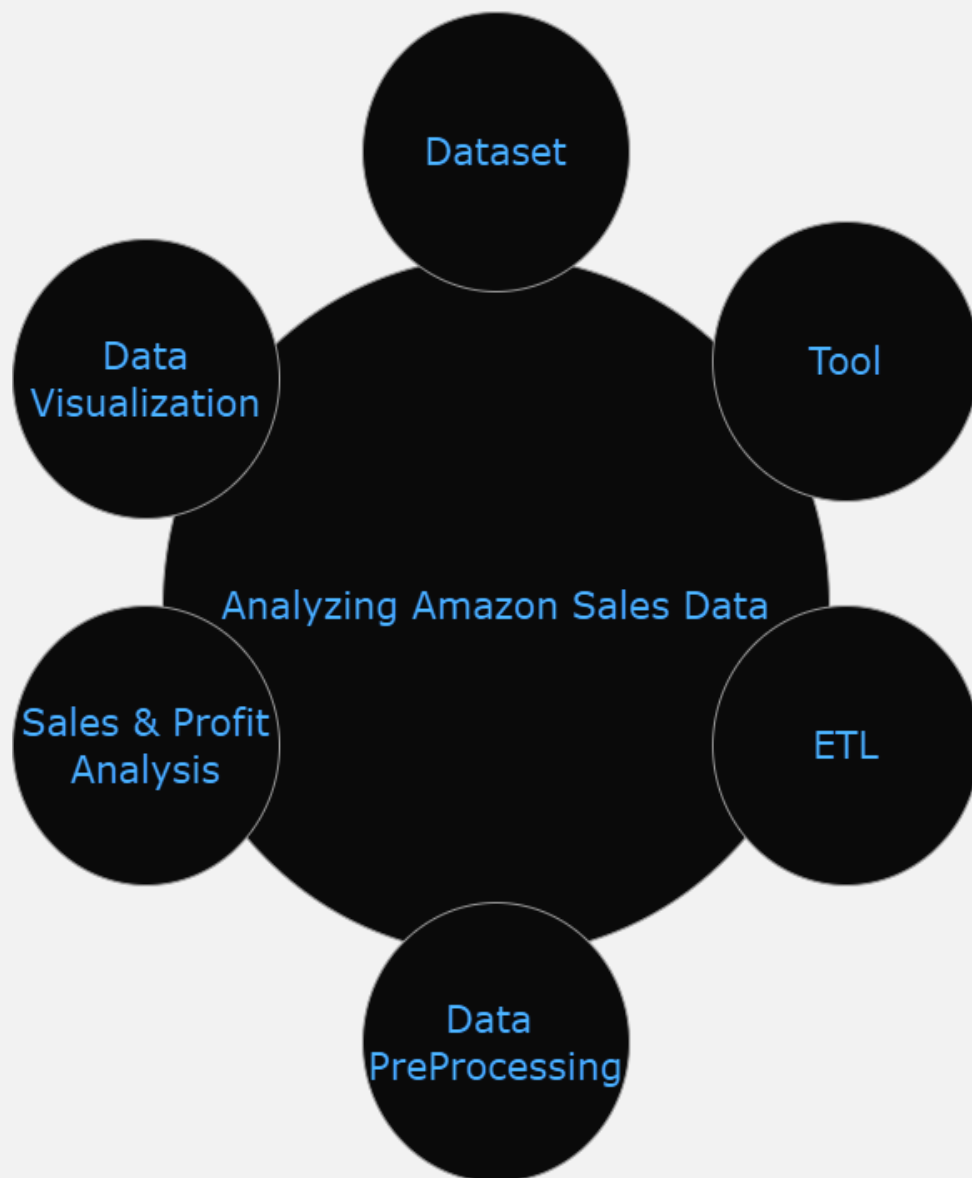 Dataset
Tool
Data
Visualization
Analyzing Amazon Sales Data
Sales & Profit
Analysis
ETL
Data
PreProcessing